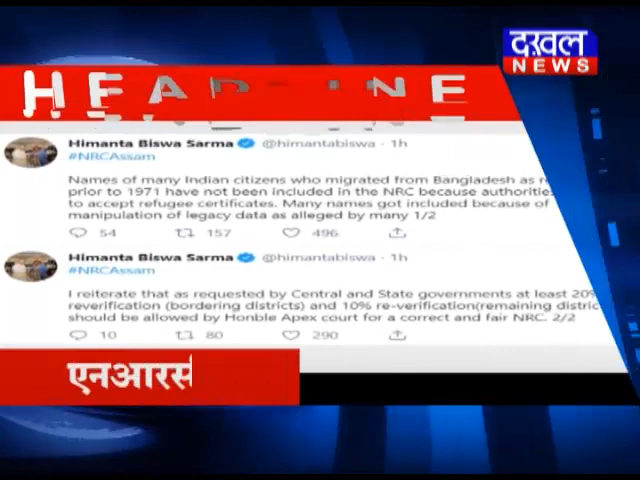 दखल
NEWS
HEADLINE
Himanta Biswa Sarma @himantabiswa · 1h
#NRCAssam
Names of many Indian citizens who migrated from Bangladesh as
prior to 1971 have not been included in the NRC because authorities
to accept refugee certificates. Many names got included because of
manipulation of legacy data as alleged by many 1/2
54 157 496
Himanta Biswa Sarma @himantabiswa · 1h
#NRCAssam
I reiterate that as requested by Central and State governments at least 20%
reverification (bordering districts) and 10% re-verification(remaining
should be allowed by Honble Apex court for a correct and fair NRC. 2/2
10 80 290
एनआरस